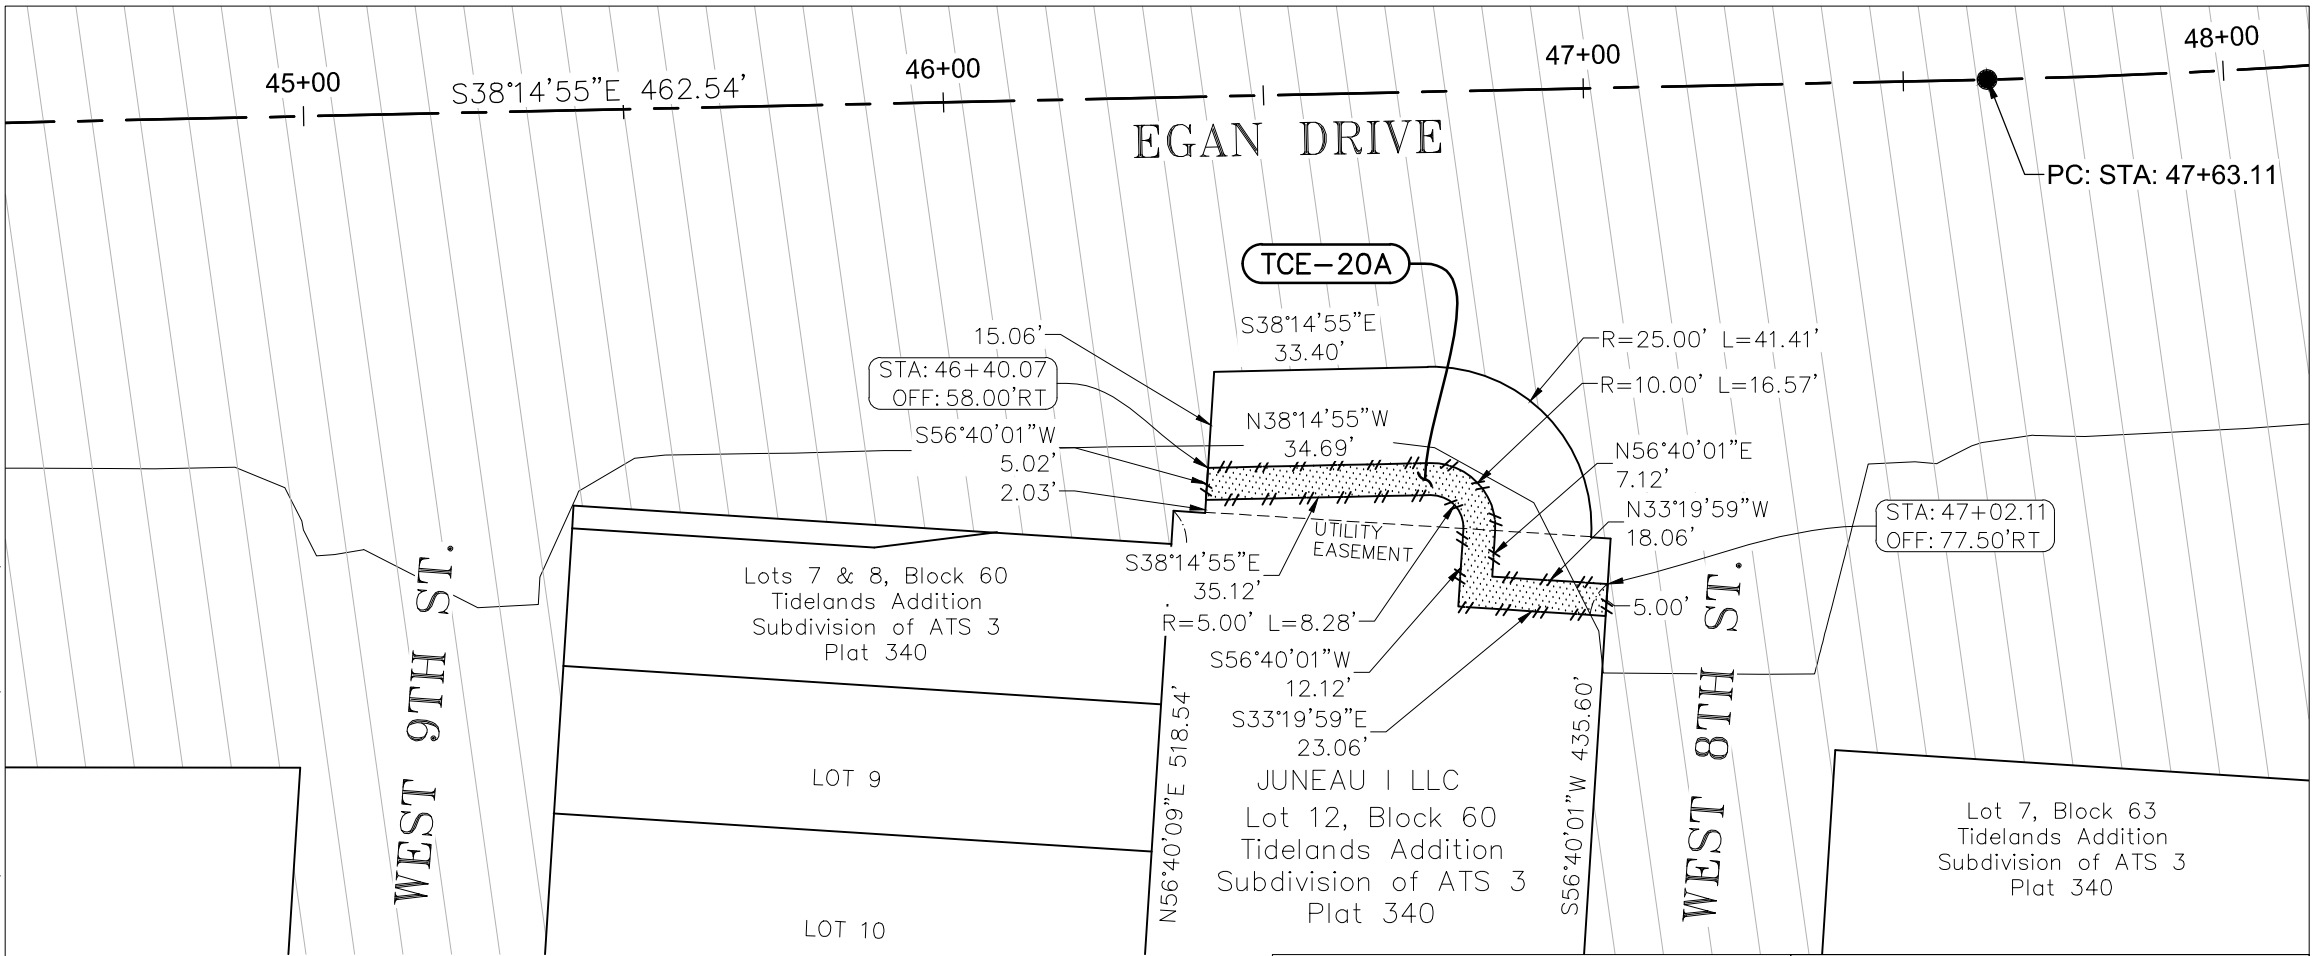 45+00
46+00
47+00
48+00
S38°14'55"E 462.54'
EGAN DRIVE
PC: STA: 47+63.11
TCE-20A
15.06'
S38°14'55"E
33.40'
R=25.00' L=41.41'
STA: 46+40.07
OFF: 58.00'RT
R=10.00' L=16.57'
S56°40'01"W
5.02'
N38°14'55"W
34.69'
N56°40'01"E
7.12'
2.03'
N33°19'59"W
18.06'
STA: 47+02.11
OFF: 77.50'RT
UTILITY
EASEMENT
S38°14'55"E
35.12'
5.00'
R=5.00' L=8.28'
S56°40'01"W
12.12'
S33°19'59"E
23.06'
WEST 9TH ST.
Lots 7 & 8, Block 60
Tidelands Addition
Subdivision of ATS 3
Plat 340
LOT 9
LOT 10
N56°40'09"E 518.54'
JUNEAU I LLC
Lot 12, Block 60
Tidelands Addition
Subdivision of ATS 3
Plat 340
S56°40'01"W 435.60'
WEST 8TH ST.
Lot 7, Block 63
Tidelands Addition
Subdivision of ATS 3
Plat 340